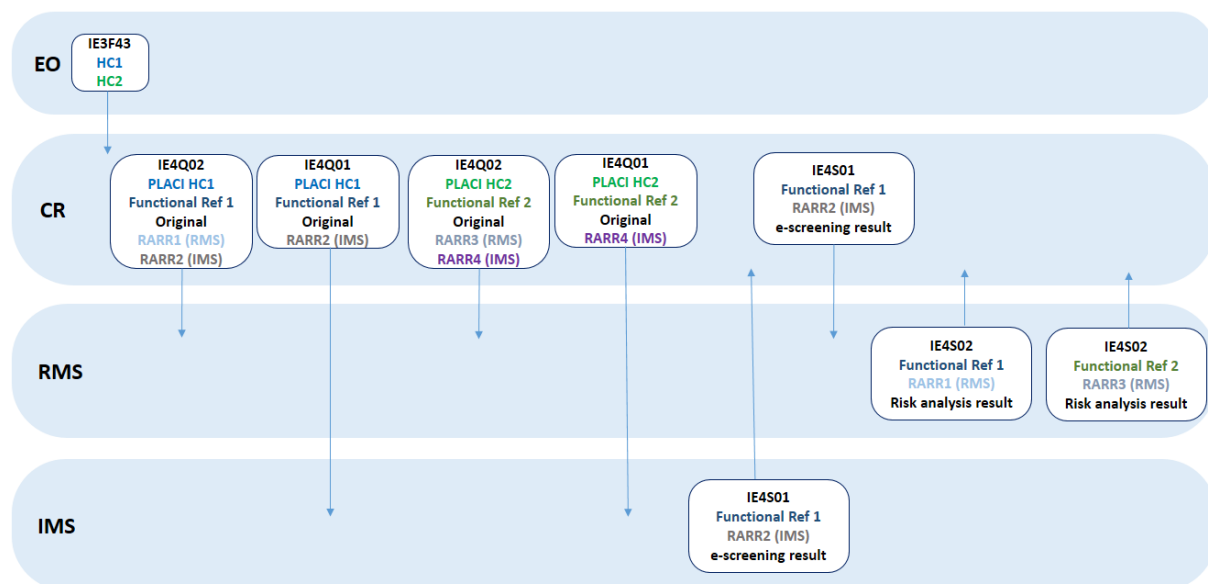 EO
IE3F43
HC1
HC2
CR
IE4Q02
PLACI HC1
Functional Ref 1
Original
RARR1 (RMS)
RARR2 (IMS)
IE4Q01
PLACI HC1
Functional Ref 1
Original
RARR2 (IMS)
IE4Q02
PLACI HC2
Functional Ref 2
Original
RARR3 (RMS)
RARR4 (IMS)
IE4Q01
PLACI HC2
Functional Ref 2
Original
RARR4 (IMS)
IE4S01
Functional Ref 1
RARR2 (IMS)
e-screening result
RMS
IE4S02
Functional Ref 1
RARR1 (RMS)
Risk analysis result
IE4S02
Functional Ref 2
RARR3 (RMS)
Risk analysis result
IMS
IE4S01
Functional Ref 1
RARR2 (IMS)
e-screening result